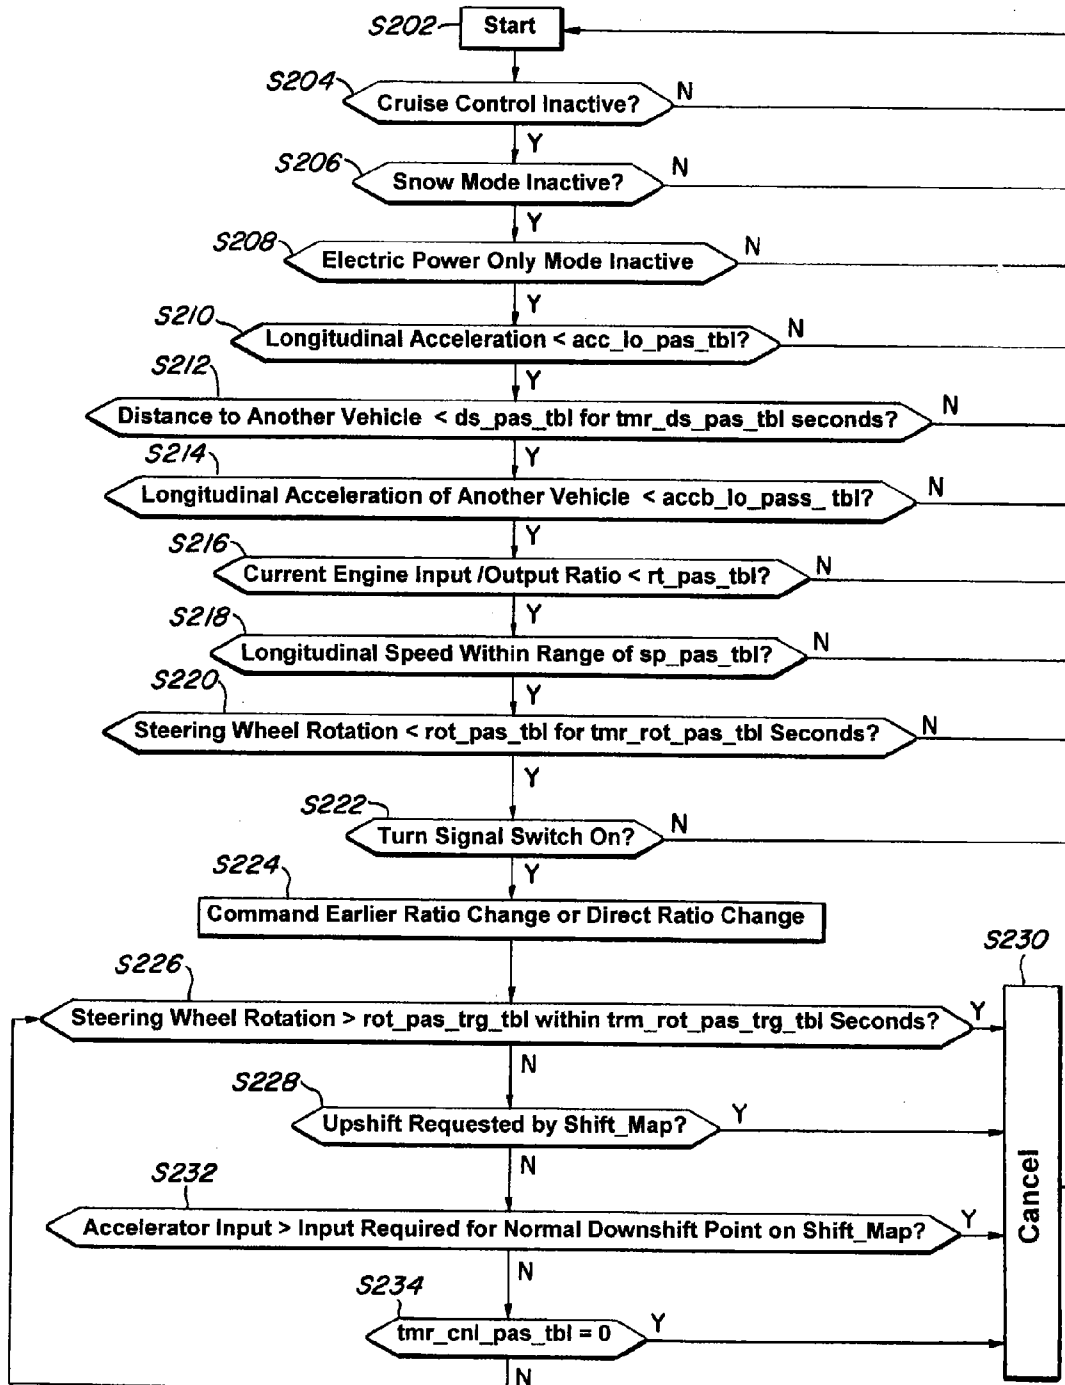 S202
Start
S204
Cruise Control Inactive?
N
Y
S206
Snow Mode Inactive?
N
Y
S208
Electric Power Only Mode Inactive
N
Y
S210
Longitudinal Acceleration < acc_lo_pas_tbl?
N
Y
S212
Distance to Another Vehicle < ds_pas_tbl for tmr_ds_pas_tbl seconds?
N
Y
S214
Longitudinal Acceleration of Another Vehicle < accb_lo_pass_ tbl?
N
Y
S216
Current Engine Input /Output Ratio < rt_pas_tbl?
N
Y
S218
Longitudinal Speed Within Range of sp_pas_tbl?
N
Y
S220
Steering Wheel Rotation < rot_pas_tbl for tmr_rot_pas_tbl Seconds?
N
Y
S222
Turn Signal Switch On?
N
Y
S224
Command Earlier Ratio Change or Direct Ratio Change
S230
Cancel
S226
Steering Wheel Rotation > rot_pas_trg_tbl within trm_rot_pas_trg_tbl Seconds?
Y
N
S228
Upshift Requested by Shift_Map?
Y
N
S232
Accelerator Input > Input Required for Normal Downshift Point on Shift_Map?
Y
N
S234
tmr_cnl_pas_tbl = 0
Y
N